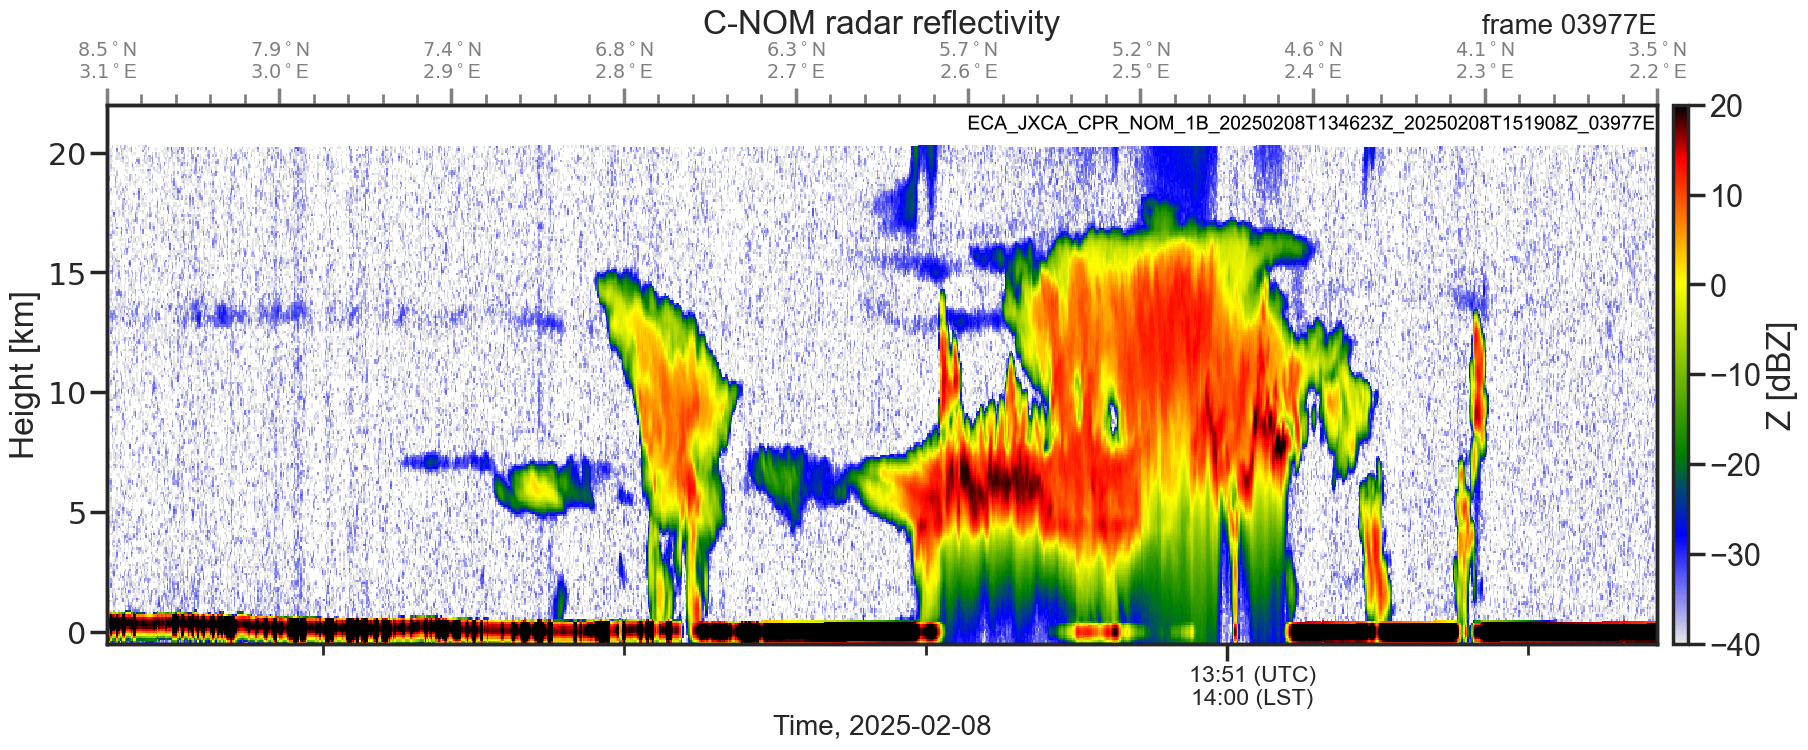 C-NOM radar reflectivity
frame 03977E
8.5°N 7.9°N 7.4°N 6.8°N 6.3°N 5.7°N 5.2°N 4.6°N 4.1°N 3.5°N
3.1°E 3.0°E 2.9°E 2.8°E 2.7°E 2.6°E 2.5°E 2.4°E 2.3°E 2.2°E
ECA_JXCA_CPR_NOM_1B_20250208T134623Z_20250208T151908Z_03977E
Height [km]
20
15
10
5
0
20
10
0
−10
−20
−30
−40
Z [dBZ]
13:51 (UTC)
14:00 (LST)
Time, 2025-02-08